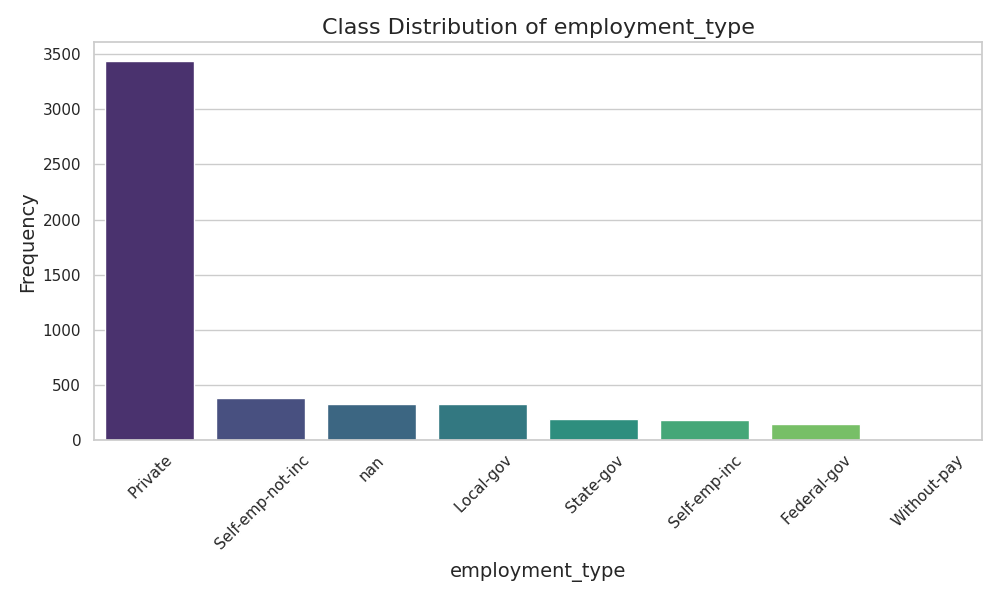 Class Distribution of employment_type
Frequency
3500
3000
2500
2000
1500
1000
500
0
Private
Self-emp-not-inc
nan
Local-gov
State-gov
Self-emp-inc
Federal-gov
Without-pay
employment_type